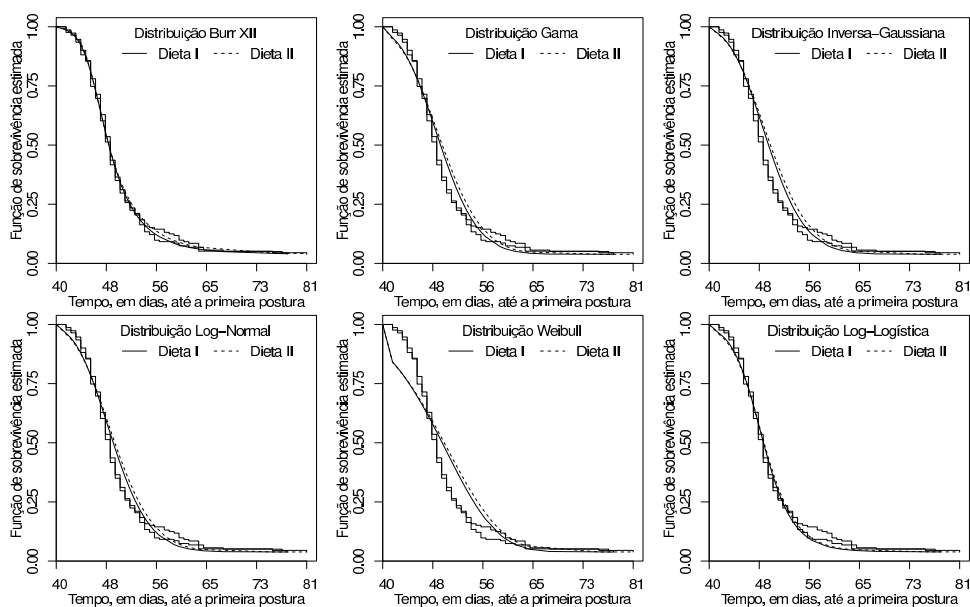 Distribuição Burr XII
Dieta I Dieta II
Função de sobrevivência estimada
0.00 0.25 0.50 0.75 1.00
40 48 56 65 73 81
Tempo, em dias, até a primeira postura
Distribuição Gama
Dieta I Dieta II
Função de sobrevivência estimada
0.00 0.25 0.50 0.75 1.00
40 48 56 65 73 81
Tempo, em dias, até a primeira postura
Distribuição Inversa−Gaussiana
Dieta I Dieta II
Função de sobrevivência estimada
0.00 0.25 0.50 0.75 1.00
40 48 56 65 73 81
Tempo, em dias, até a primeira postura
Distribuição Log−Normal
Dieta I Dieta II
Função de sobrevivência estimada
0.00 0.25 0.50 0.75 1.00
40 48 56 65 73 81
Tempo, em dias, até a primeira postura
Distribuição Weibull
Dieta I Dieta II
Função de sobrevivência estimada
0.00 0.25 0.50 0.75 1.00
40 48 56 65 73 81
Tempo, em dias, até a primeira postura
Distribuição Log−Logística
Dieta I Dieta II
Função de sobrevivência estimada
0.00 0.25 0.50 0.75 1.00
40 48 56 65 73 81
Tempo, em dias, até a primeira postura